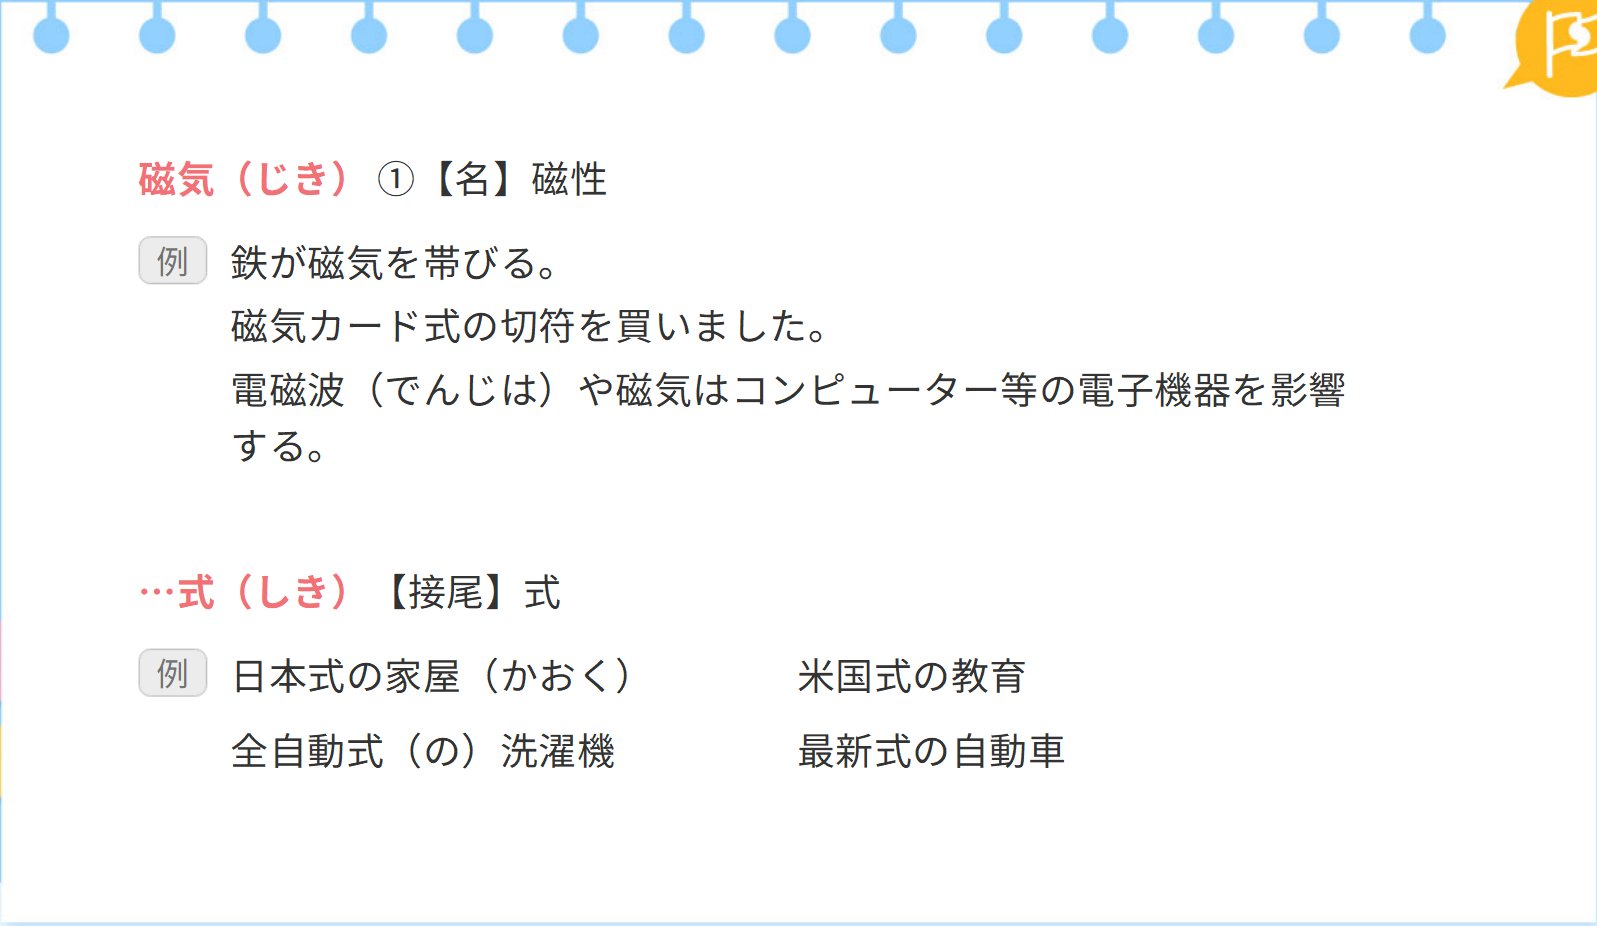 磁気（じき） ①【名】磁性
例 鉄が磁気を帯びる。
磁気カード式の切符を買いました。
電磁波（でんじは）や磁気はコンピューター等の電子機器を影響
する。
…式（しき） 【接尾】式
例 日本式の家屋（かおく） 米国式の教育
全自動式（の）洗濯機 最新式の自動車